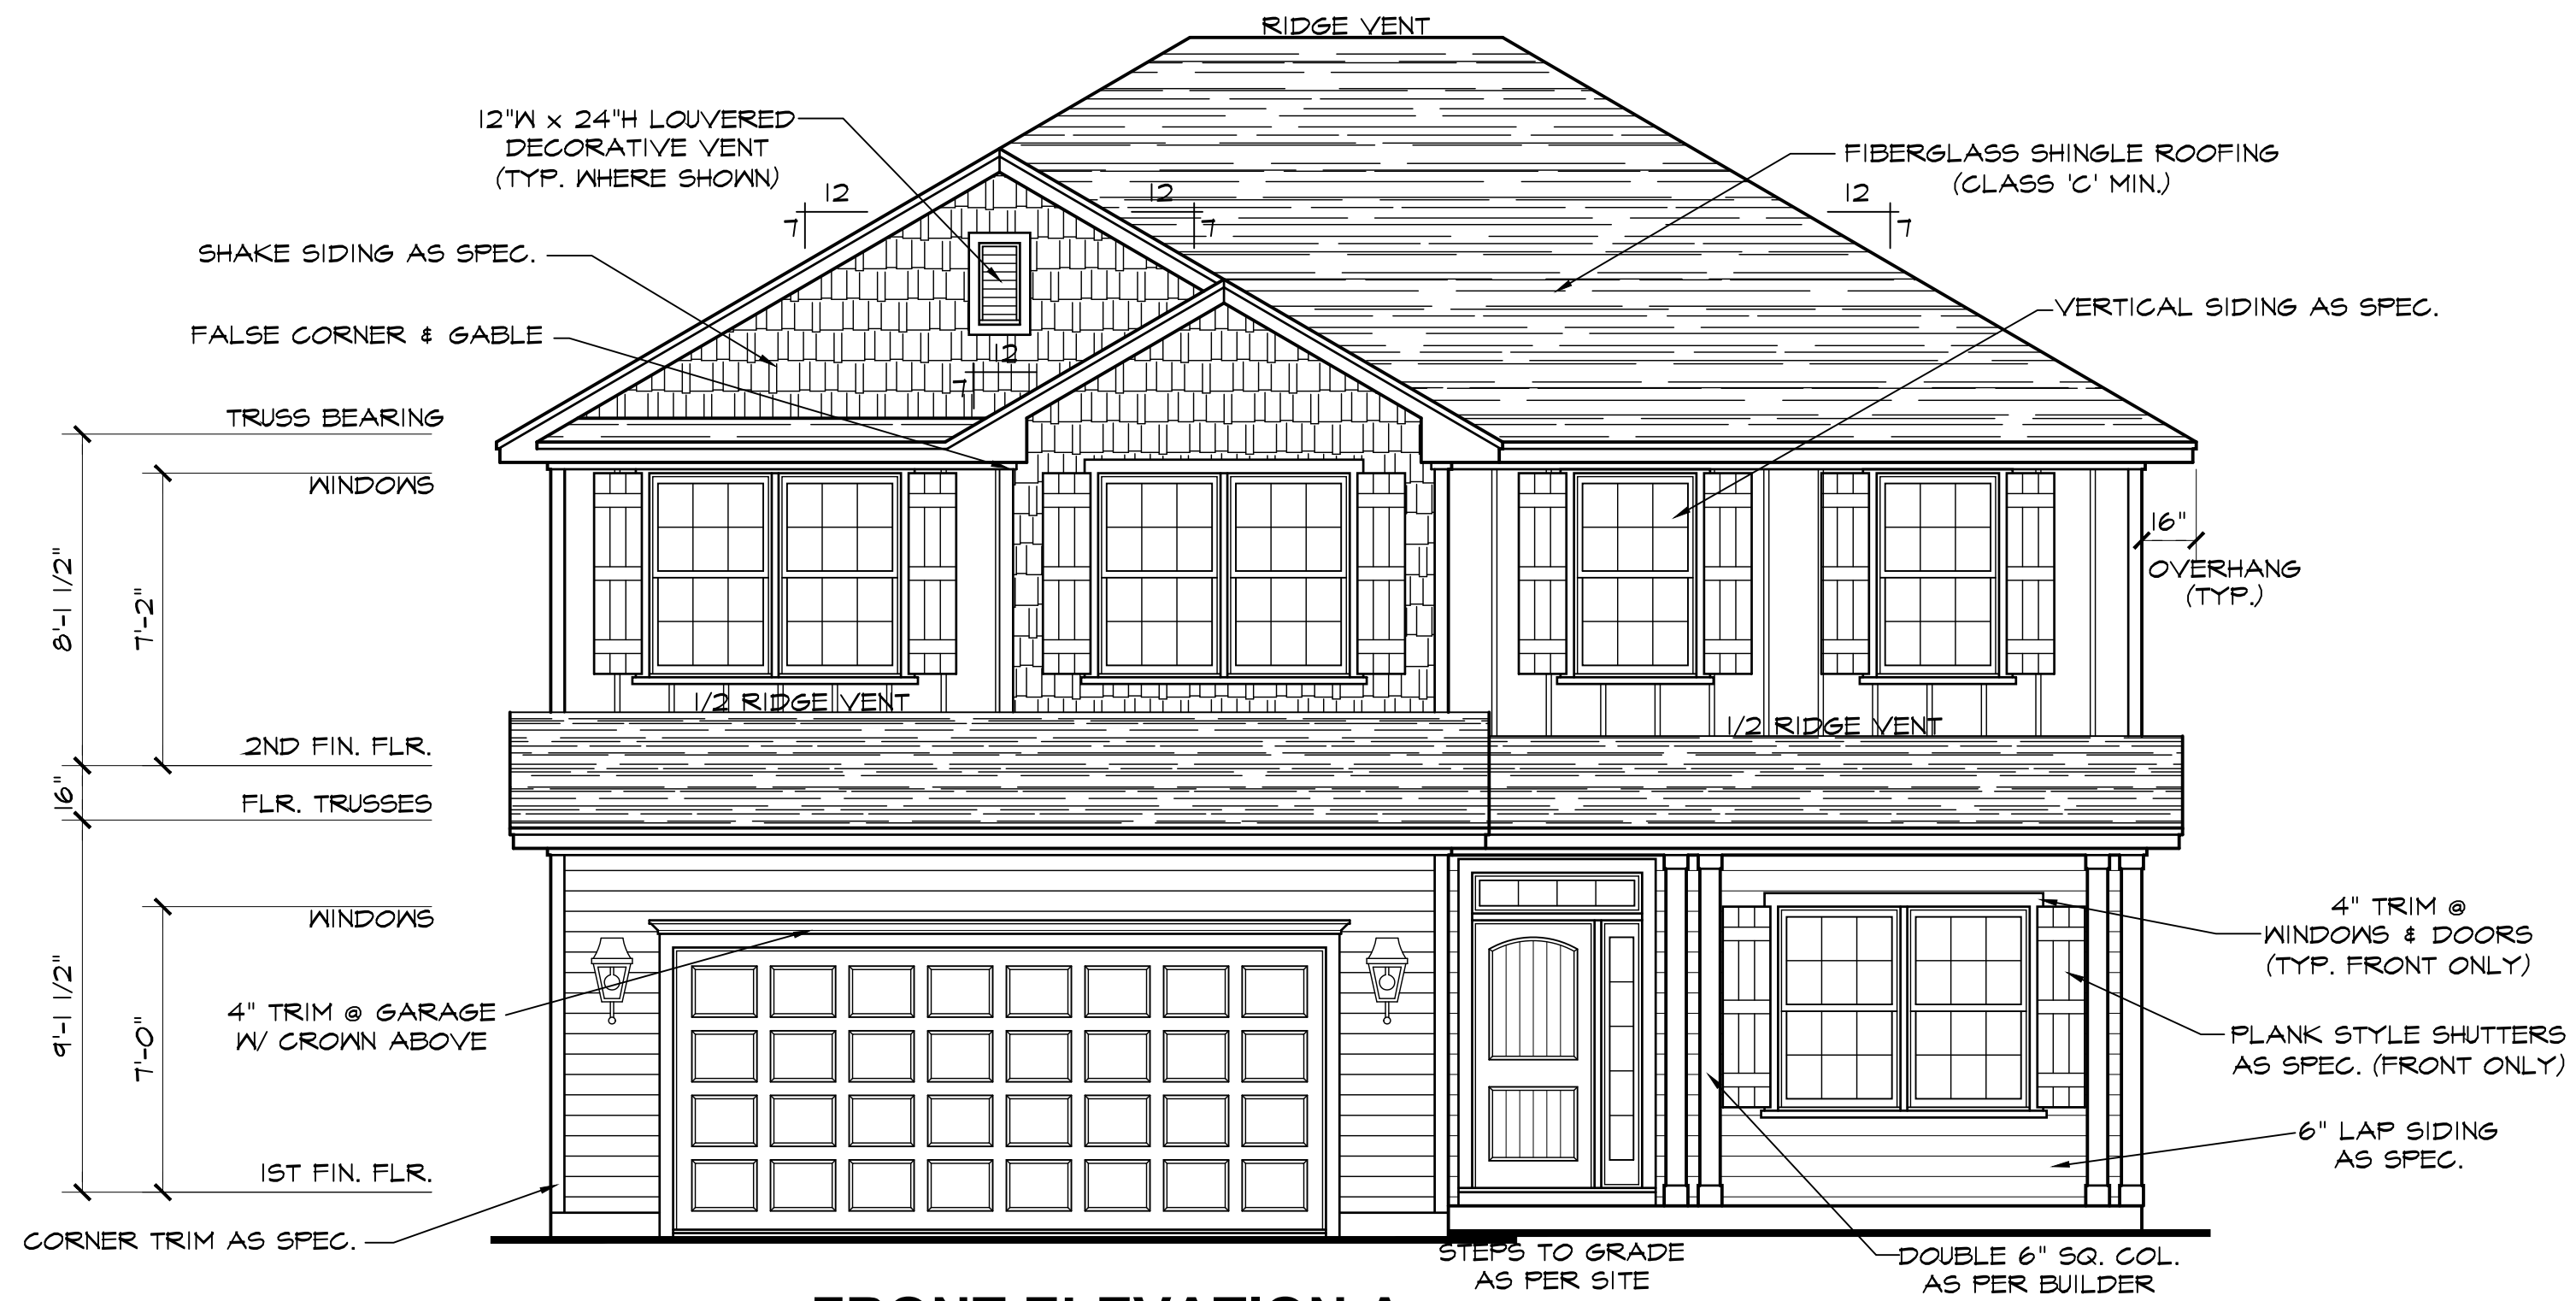 RIDGE VENT
12"W x 24"H LOUVERED
DECORATIVE VENT
(TYP. WHERE SHOWN)
FIBERGLASS SHINGLE ROOFING
(CLASS 'C' MIN.)
12
7
12
7
12
7
SHAKE SIDING AS SPEC.
VERTICAL SIDING AS SPEC.
FALSE CORNER & GABLE
12
7
TRUSS BEARING
WINDOWS
8'-1 1/2"
7'-2"
16"
OVERHANG
(TYP.)
1/2 RIDGE VENT
1/2 RIDGE VENT
2ND FIN. FLR.
16"
FLR. TRUSSES
WINDOWS
9'-1 1/2"
7'-0"
4" TRIM @
WINDOWS & DOORS
(TYP. FRONT ONLY)
4" TRIM @ GARAGE
W/ CROWN ABOVE
PLANK STYLE SHUTTERS
AS SPEC. (FRONT ONLY)
6" LAP SIDING
AS SPEC.
1ST FIN. FLR.
CORNER TRIM AS SPEC.
STEPS TO GRADE
AS PER SITE
DOUBLE 6" SQ. COL.
AS PER BUILDER
FRONT ELEVATION A